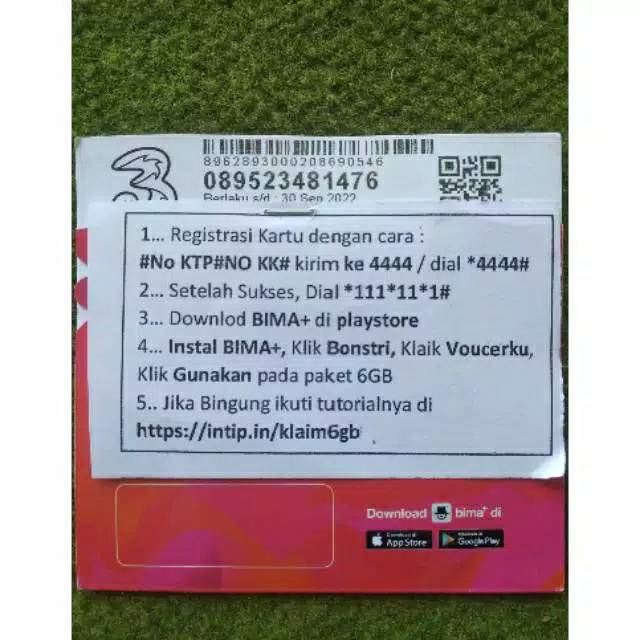 3
8962893000208690546
089523481476
Berlaku s/d : 30 Sep 2022
1... Registrasi Kartu dengan cara :
#No KTP#NO KK# kirim ke 4444 / dial *4444#
2... Setelah Sukses, Dial *111*11*1#
3... Downlod BIMA+ di playstore
4... Instal BIMA+, Klik Bonstri, Klaik Voucerku,
Klik Gunakan pada paket 6GB
5.. Jika Bingung ikuti tutorialnya di
https://intip.in/klaim6gb
Download bima+ di
App Store Google Play